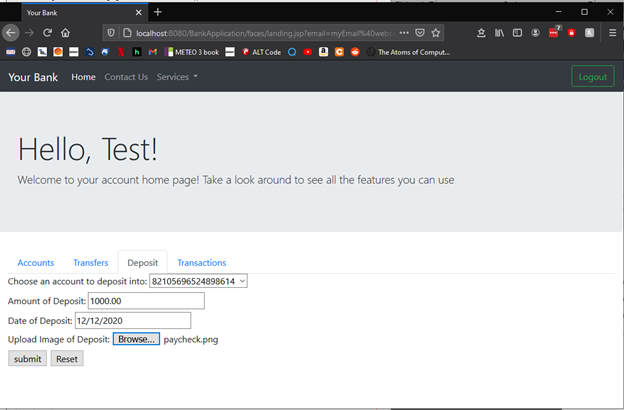 Your Bank
localhost:8080/BankApplication/faces/landing.jsp?email=myEmail%40webs
METEO 3 book ALT Code The Atoms of Comput...
Your Bank Home Contact Us Services Logout
Hello, Test!
Welcome to your account home page! Take a look around to see all the features you can use
Accounts Transfers Deposit Transactions
Choose an account to deposit into: 82105696524898614
Amount of Deposit: 1000.00
Date of Deposit: 12/12/2020
Upload Image of Deposit: Browse... paycheck.png
submit Reset